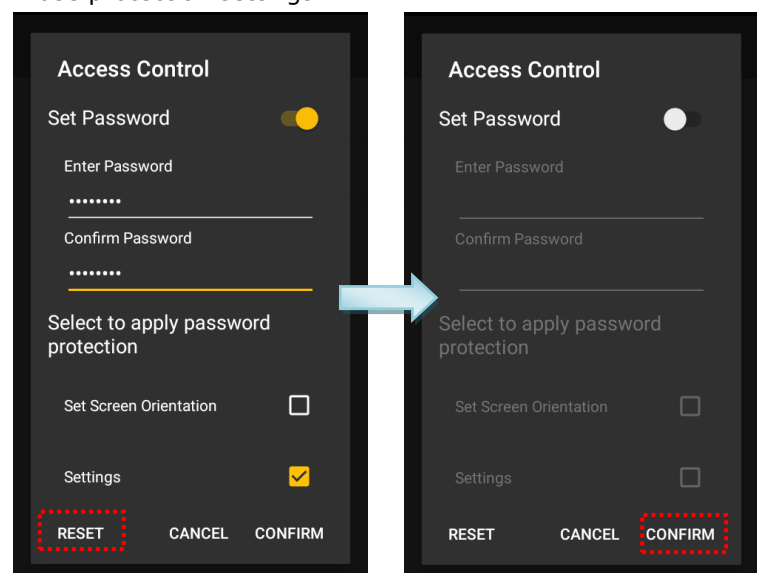 Access Control
Set Password
Enter Password
••••••••
Confirm Password
••••••••
Select to apply password
protection
Set Screen Orientation
Settings
RESET CANCEL CONFIRM
Access Control
Set Password
Enter Password
Confirm Password
Select to apply password
protection
Set Screen Orientation
Settings
RESET CANCEL CONFIRM